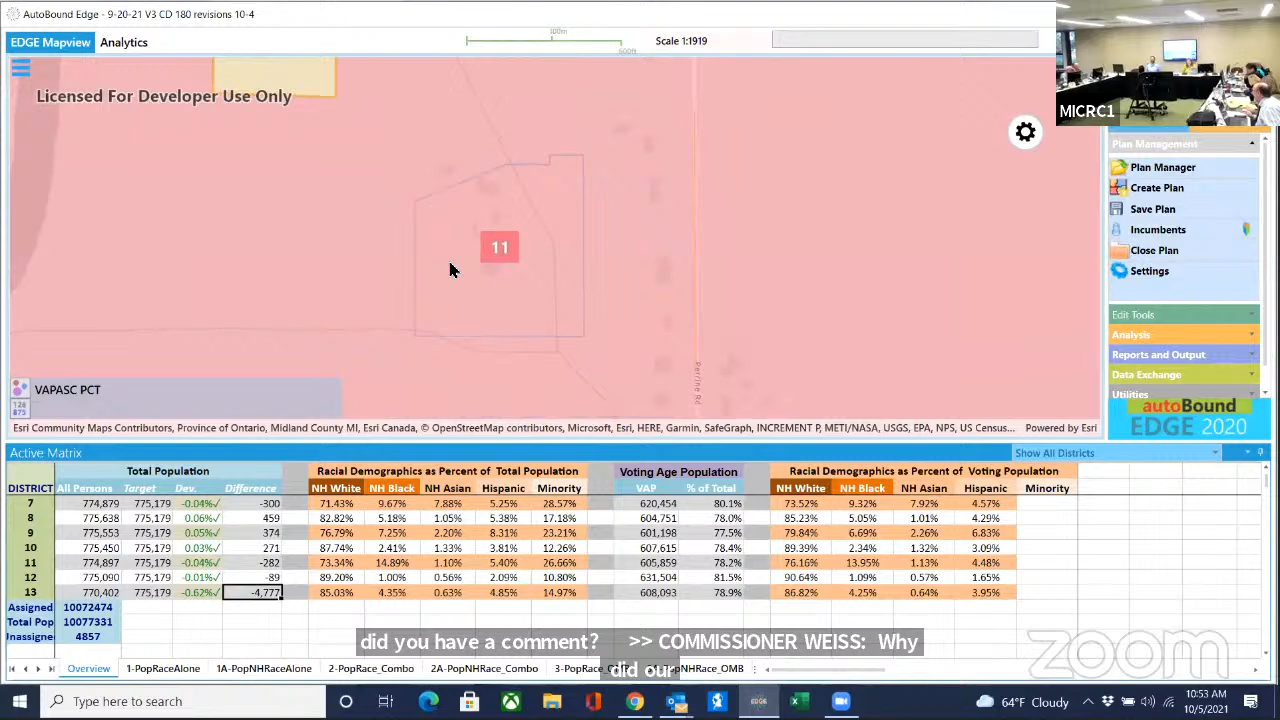 AutoBound Edge - 9-20-21 V3 CD 180 revisions 10-4
EDGE Mapview Analytics
100m
600ft
Scale 1:1919
MICRC1
Licensed For Developer Use Only
11
Perrine Rd
VAPASC PCT
Esri Community Maps Contributors, Province of Ontario, Midland County MI, Esri Canada, © OpenStreetMap contributors, Microsoft, Esri, HERE, Garmin, SafeGraph, INCREMENT P, METI/NASA, USGS, EPA, NPS, US Census... Powered by Esri
Plan Management
Plan Manager
Create Plan
Save Plan
Incumbents
Close Plan
Settings
Edit Tools
Analysis
Reports and Output
Data Exchange
Utilities
autoBound
EDGE 2020
Active Matrix Show All Districts
Total Population Racial Demographics as Percent of Total Population Voting Age Population Racial Demographics as Percent of Voting Population
DISTRICT All Persons Target Dev. Difference NH White NH Black NH Asian Hispanic Minority VAP % of Total NH White NH Black NH Asian Hispanic Minority
7 774,879 775,179 -0.04%✓ -300 71.43% 9.67% 7.88% 5.25% 28.57% 620,454 80.1% 73.52% 9.32% 7.92% 4.57%
8 775,638 775,179 0.06%✓ 459 82.82% 5.18% 1.05% 5.38% 17.18% 604,751 78.0% 85.23% 5.05% 1.01% 4.29%
9 775,553 775,179 0.05%✓ 374 76.79% 7.25% 2.20% 8.31% 23.21% 601,198 77.5% 79.84% 6.69% 2.26% 6.83%
10 775,450 775,179 0.03%✓ 271 87.74% 2.41% 1.33% 3.81% 12.26% 607,615 78.4% 89.39% 2.34% 1.32% 3.09%
11 774,897 775,179 -0.04%✓ -282 73.34% 14.89% 1.10% 5.40% 26.66% 605,859 78.2% 76.16% 13.95% 1.13% 4.48%
12 775,090 775,179 -0.01%✓ -89 89.20% 1.00% 0.56% 2.09% 10.80% 631,504 81.5% 90.64% 1.09% 0.57% 1.65%
13 770,402 775,179 -0.62%✓ -4,777 85.03% 4.35% 0.63% 4.85% 14.97% 608,093 78.9% 86.82% 4.25% 0.64% 3.95%
Assigned 10072474
Total Pop 10077331
Unassigne 4857
did you have a comment? >> COMMISSIONER WEISS: Why
did our
zoom
Overview 1-PopRaceAlone 1A-PopNHRaceAlone 2-PopRace_Combo 2A-PopNHRace_Combo 3-PopRace_O
Type here to search
EDGE
64°F Cloudy
10:53 AM
10/5/2021